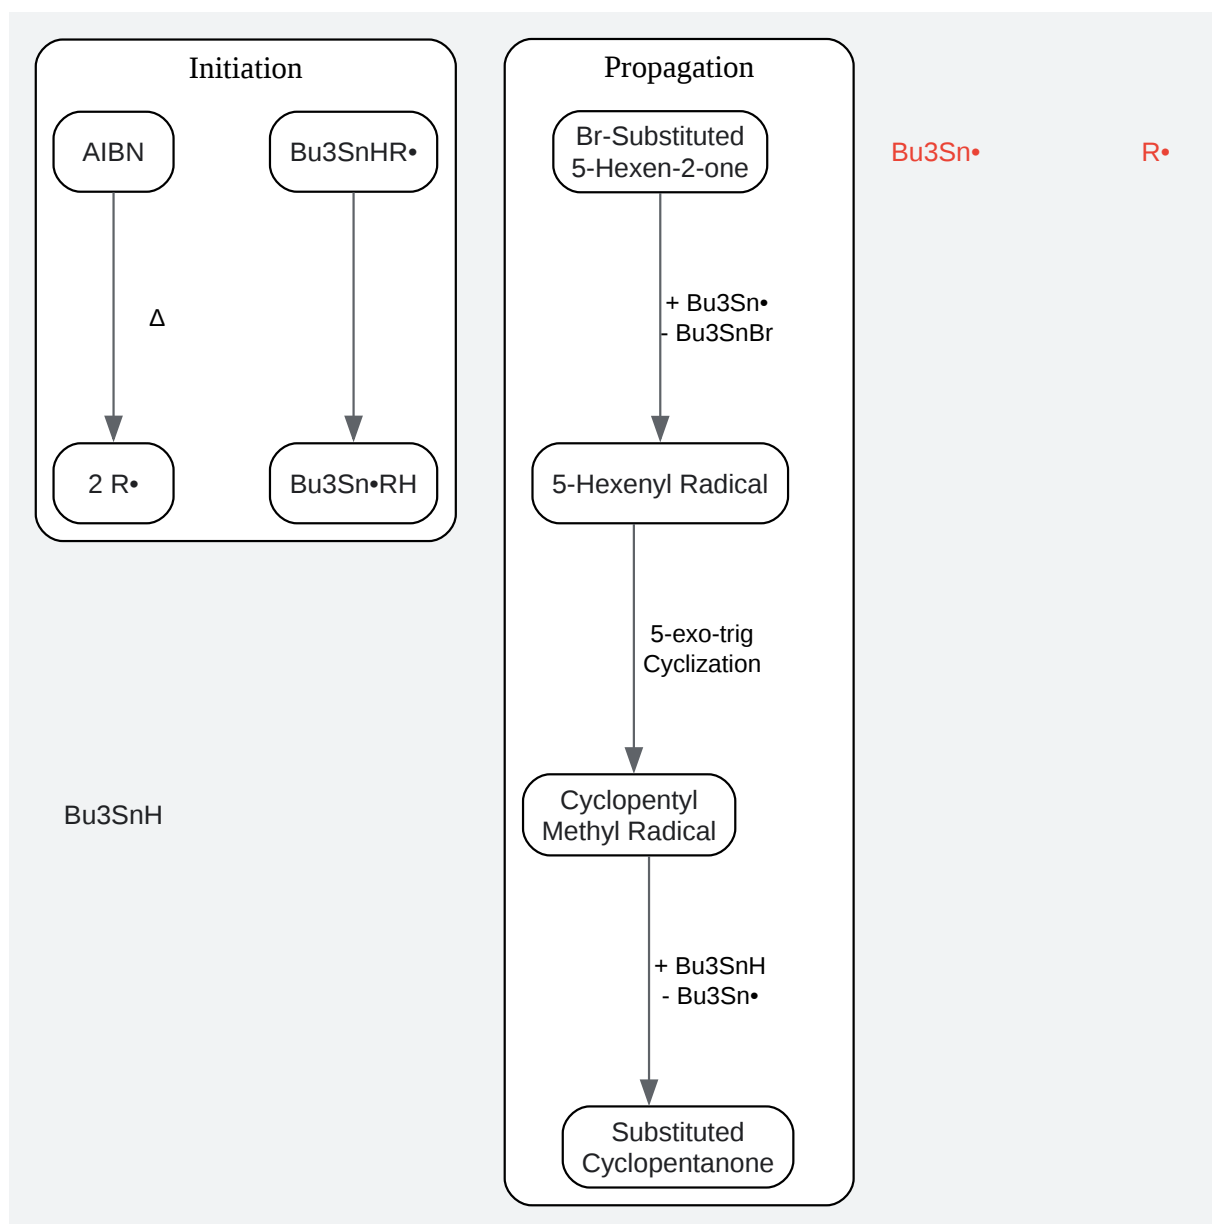 Initiation
AIBN
Bu3SnHR•
Δ
2 R•
Bu3Sn•RH
Propagation
Br-Substituted
5-Hexen-2-one
+ Bu3Sn•
- Bu3SnBr
5-Hexenyl Radical
5-exo-trig
Cyclization
Cyclopentyl
Methyl Radical
+ Bu3SnH
- Bu3Sn•
Substituted
Cyclopentanone
Bu3Sn•
R•
Bu3SnH